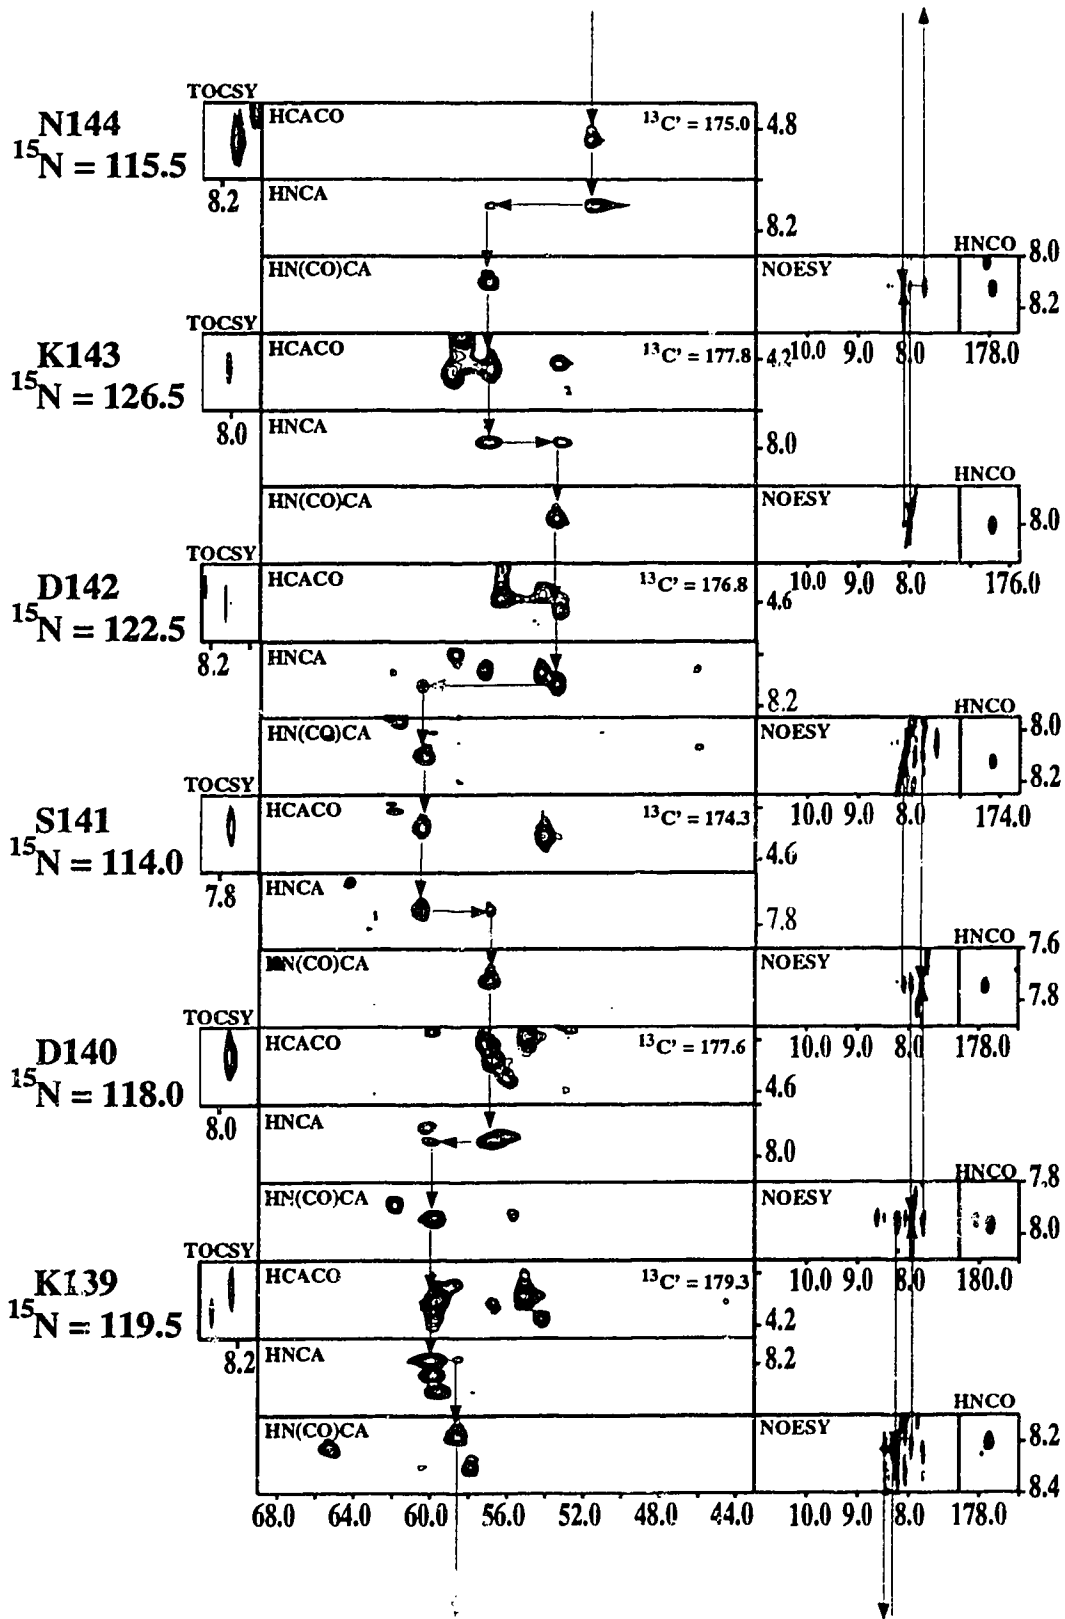 TOCSY
N144
15N = 115.5
HCACO
13C' = 175.0
4.8
8.2
HNCA
8.2
HN(CO)CA
NOESY
HNCO
8.0
8.2
TOCSY
K143
15N = 126.5
HCACO
13C' = 177.8
4.2
10.0 9.0 8.0
178.0
8.0
HNCA
8.0
HN(CO)CA
NOESY
HNCO
8.0
TOCSY
D142
15N = 122.5
HCACO
13C' = 176.8
4.6
10.0 9.0 8.0
176.0
8.2
HNCA
8.2
HN(CO)CA
NOESY
HNCO
8.0
8.2
TOCSY
S141
15N = 114.0
HCACO
13C' = 174.3
4.6
10.0 9.0 8.0
174.0
7.8
HNCA
7.8
HN(CO)CA
NOESY
HNCO
7.6
7.8
TOCSY
D140
15N = 118.0
HCACO
13C' = 177.6
4.6
10.0 9.0 8.0
178.0
8.0
HNCA
8.0
HN(CO)CA
NOESY
HNCO
7.8
8.0
TOCSY
K139
15N = 119.5
HCACO
13C' = 179.3
4.2
10.0 9.0 8.0
180.0
8.2
HNCA
8.2
HN(CO)CA
NOESY
HNCO
8.2
8.4
68.0 64.0 60.0 56.0 52.0 48.0 44.0
10.0 9.0 8.0
178.0